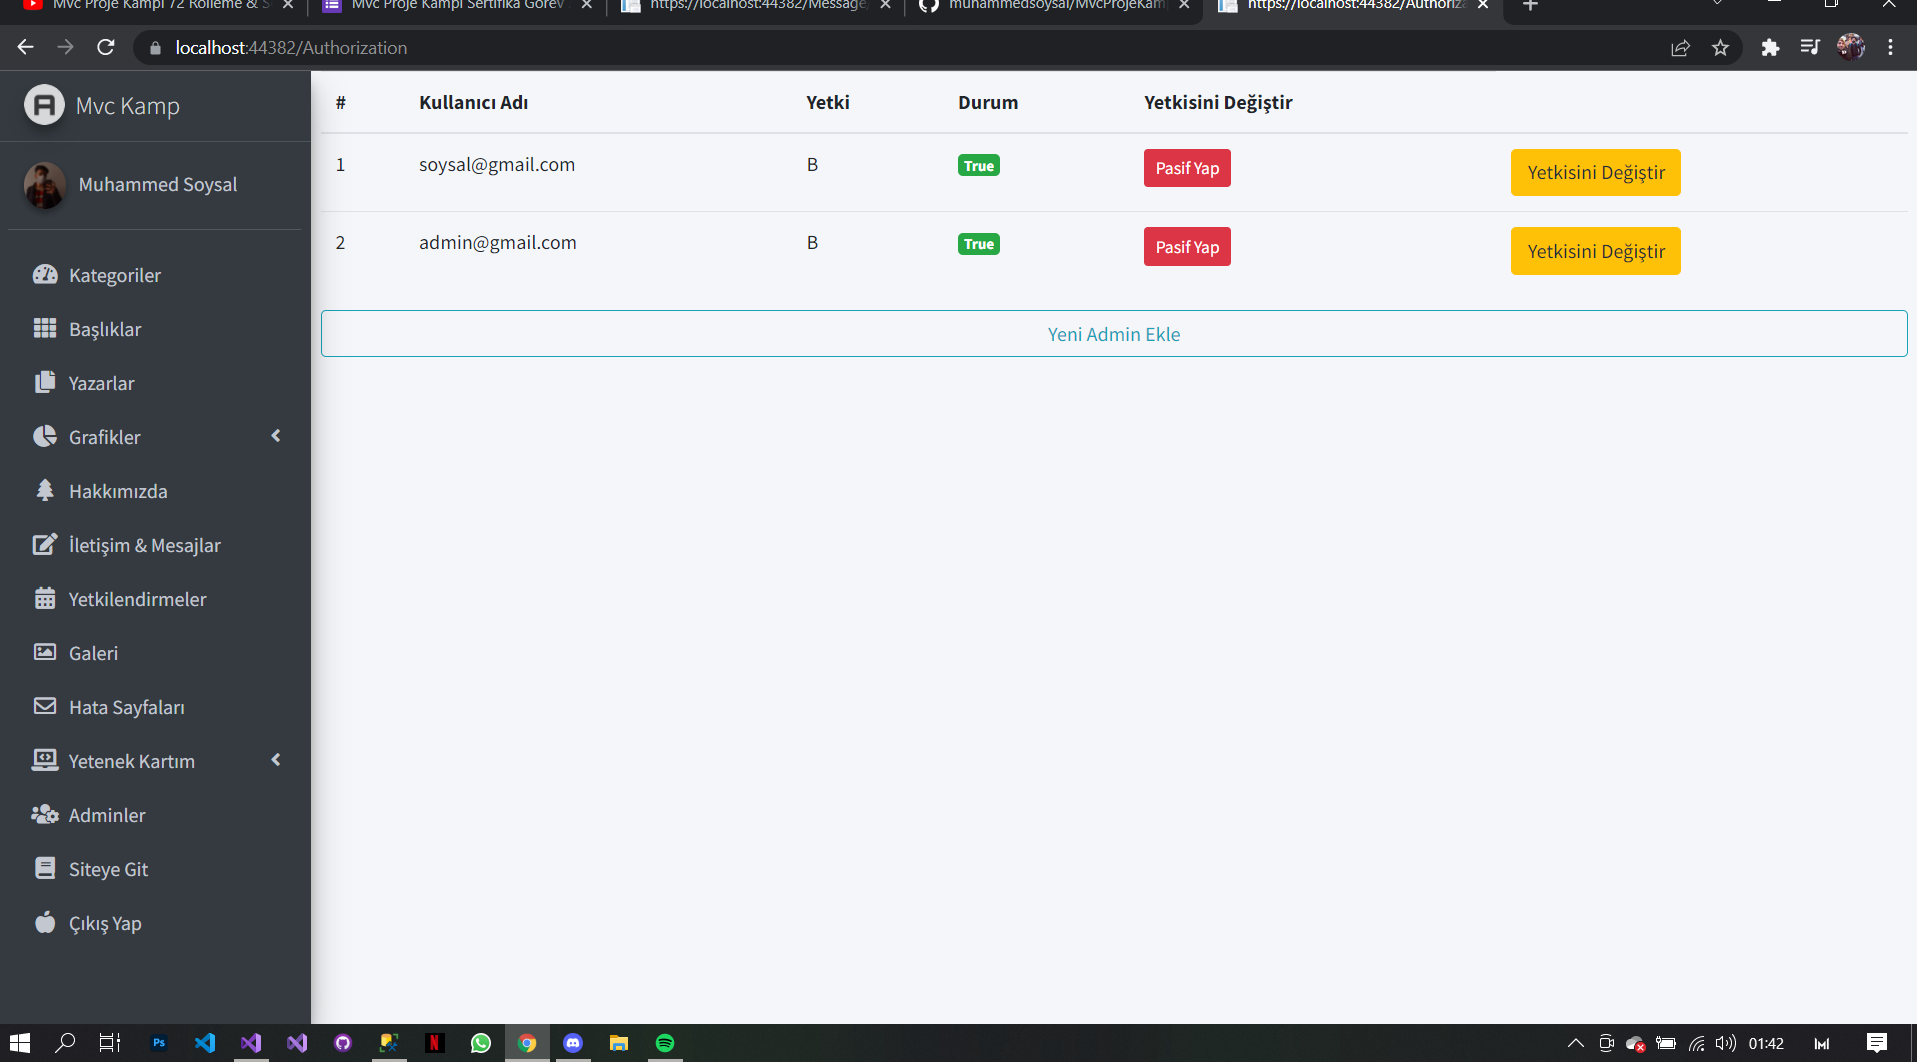 Mvc Proje Kampı 72 Rolleme & S
Mvc Proje Kampı Sertifika Görev
https://localhost:44382/Message
muhammedsoysal/MvcProjeKam
https://localhost:44382/Authoriza
localhost:44382/Authorization
Mvc Kamp
Muhammed Soysal
Kategoriler
Başlıklar
Yazarlar
Grafikler
Hakkımızda
İletişim & Mesajlar
Yetkilendirmeler
Galeri
Hata Sayfaları
Yetenek Kartım
Adminler
Siteye Git
Çıkış Yap
# Kullanıcı Adı Yetki Durum Yetkisini Değiştir
1 soysal@gmail.com B True Pasif Yap Yetkisini Değiştir
2 admin@gmail.com B True Pasif Yap Yetkisini Değiştir
Yeni Admin Ekle
Ps
01:42